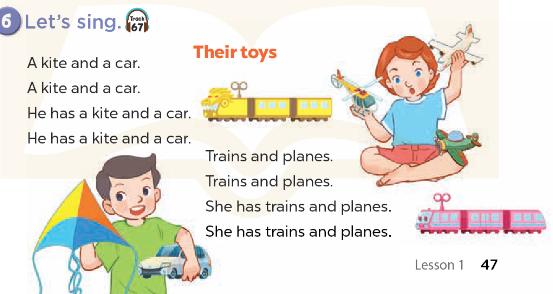 6 Let's sing. Track 67
Their toys
A kite and a car.
A kite and a car.
He has a kite and a car.
He has a kite and a car.
Trains and planes.
Trains and planes.
She has trains and planes.
She has trains and planes.
Lesson 1 47